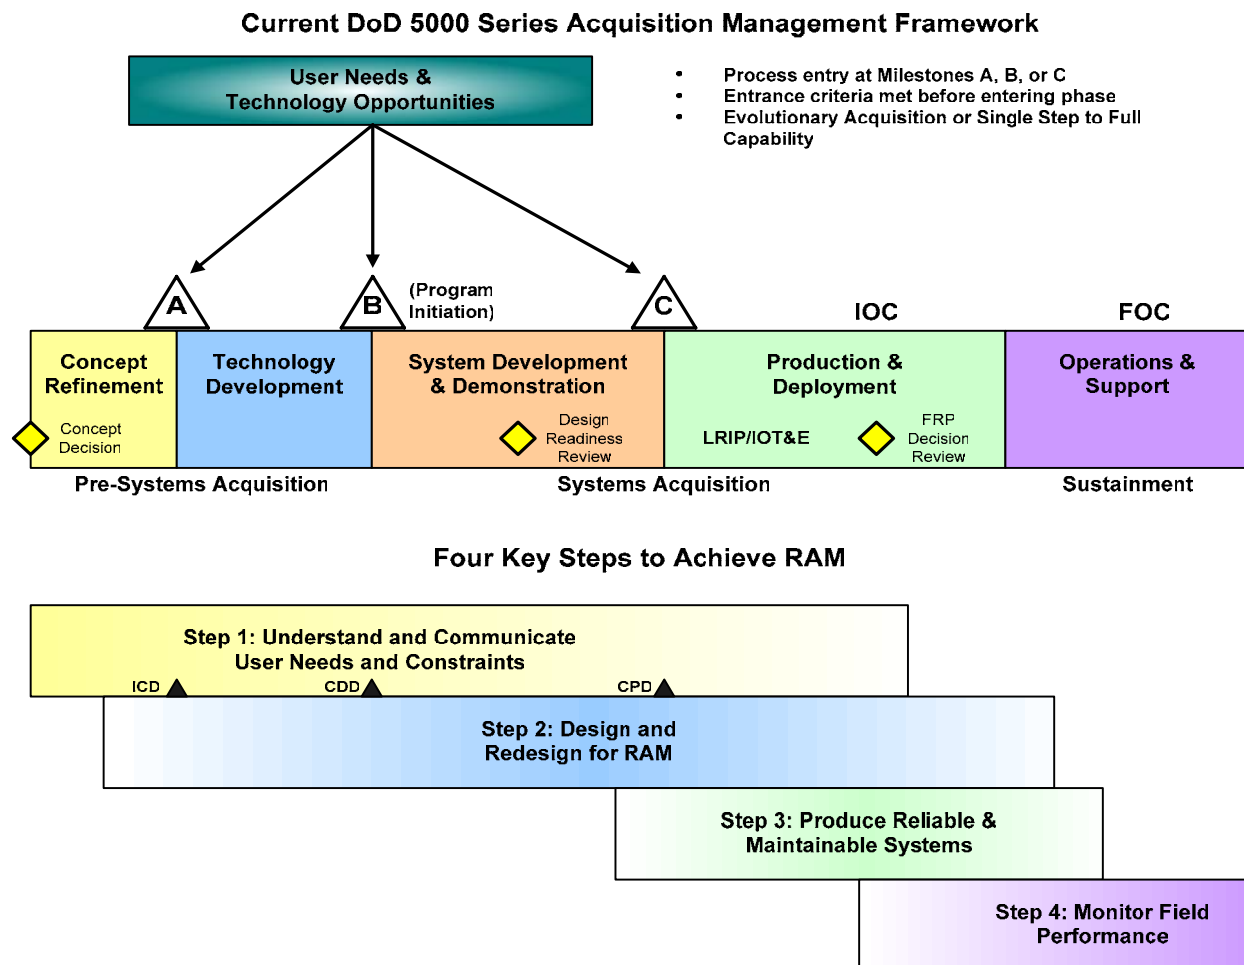 Current DoD 5000 Series Acquisition Management Framework
User Needs &
Technology Opportunities
• Process entry at Milestones A, B, or C
• Entrance criteria met before entering phase
• Evolutionary Acquisition or Single Step to Full
Capability
A
B
(Program
Initiation)
C
IOC
FOC
Concept
Refinement
Technology
Development
System Development
& Demonstration
Production &
Deployment
Operations &
Support
Concept
Decision
Design
Readiness
Review
LRIP/IOT&E
FRP
Decision
Review
Pre-Systems Acquisition
Systems Acquisition
Sustainment
Four Key Steps to Achieve RAM
Step 1: Understand and Communicate
User Needs and Constraints
ICD
CDD
CPD
Step 2: Design and
Redesign for RAM
Step 3: Produce Reliable &
Maintainable Systems
Step 4: Monitor Field
Performance